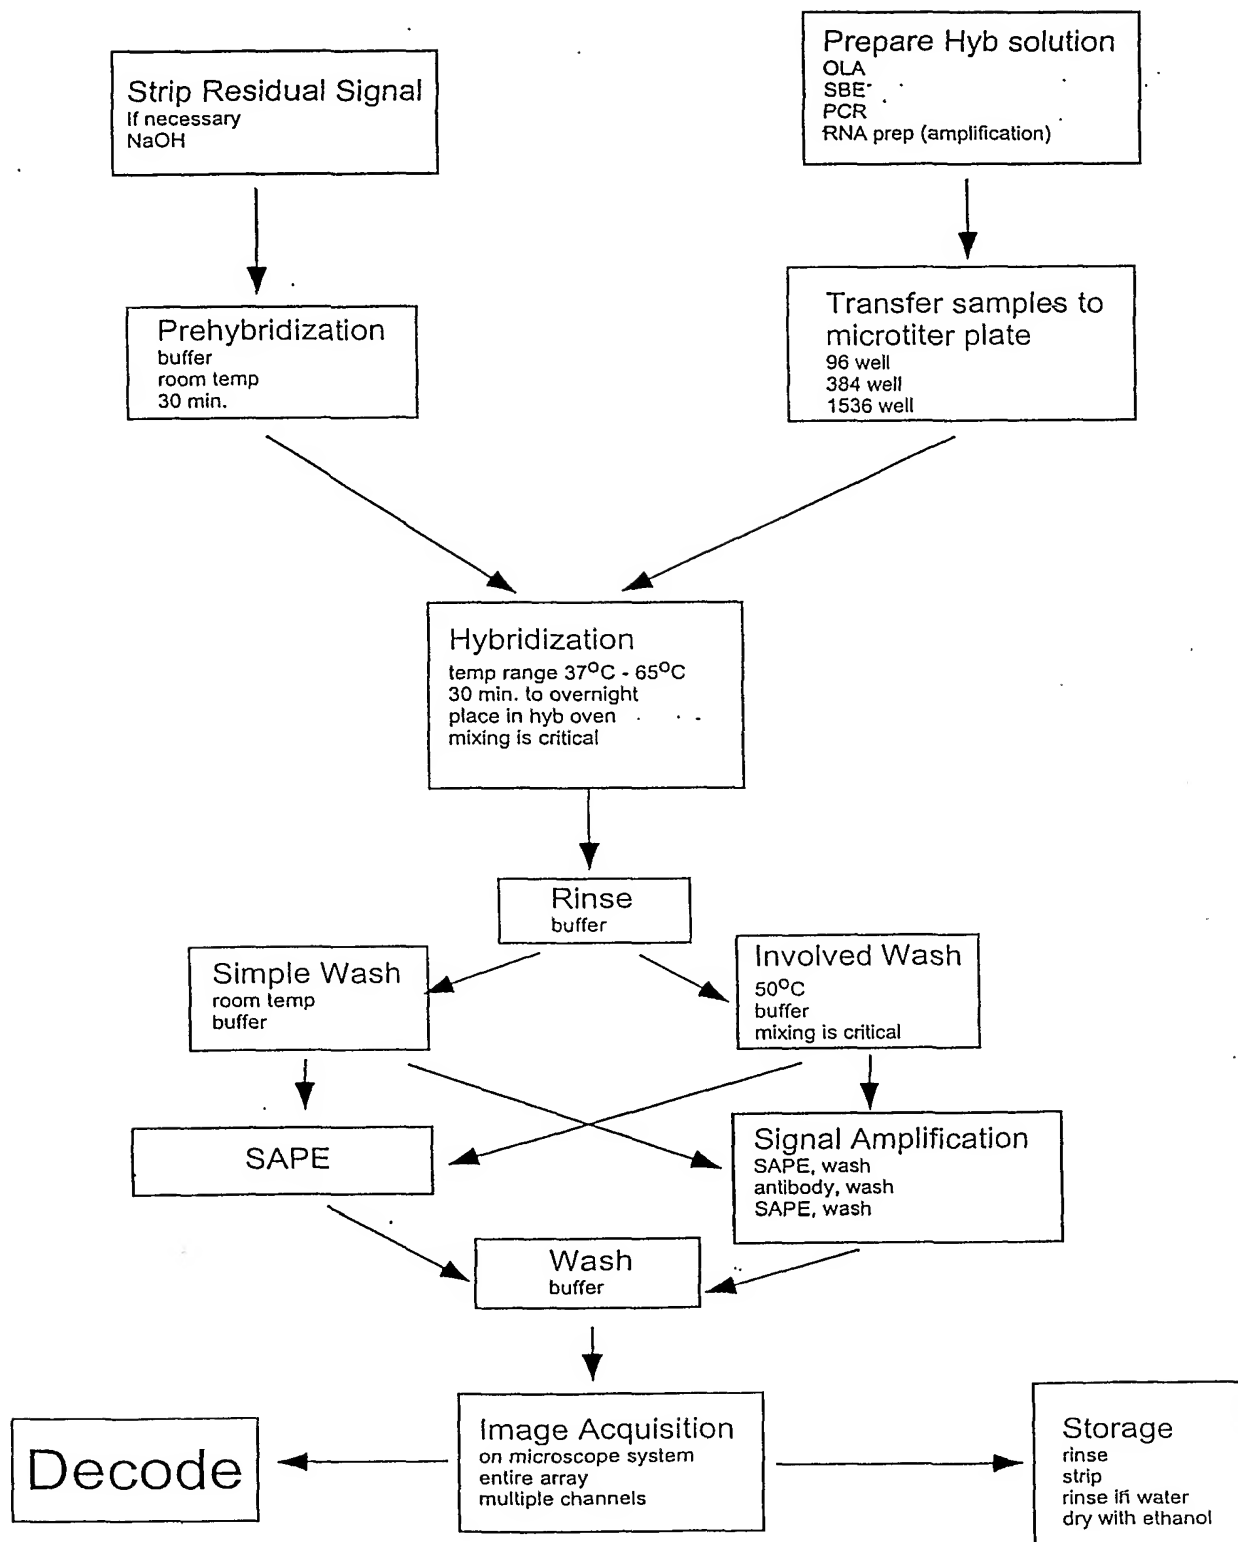 Strip Residual Signal
If necessary
NaOH
Prepare Hyb solution
OLA
SBE
PCR
RNA prep (amplification)
Prehybridization
buffer
room temp
30 min.
Transfer samples to
microtiter plate
96 well
384 well
1536 well
Hybridization
temp range 37°C - 65°C
30 min. to overnight
place in hyb oven
mixing is critical
Rinse
buffer
Simple Wash
room temp
buffer
Involved Wash
50°C
buffer
mixing is critical
SAPE
Signal Amplification
SAPE, wash
antibody, wash
SAPE, wash
Wash
buffer
Decode
Image Acquisition
on microscope system
entire array
multiple channels
Storage
rinse
strip
rinse in water
dry with ethanol